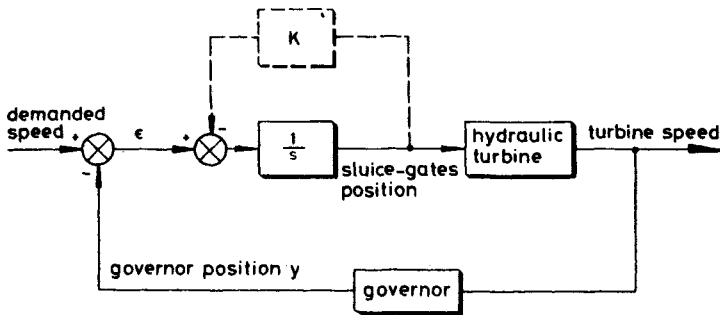 K
demanded
speed
+
-
ϵ
+
-
1
s
sluice-gates
position
hydraulic
turbine
turbine speed
governor position y
governor